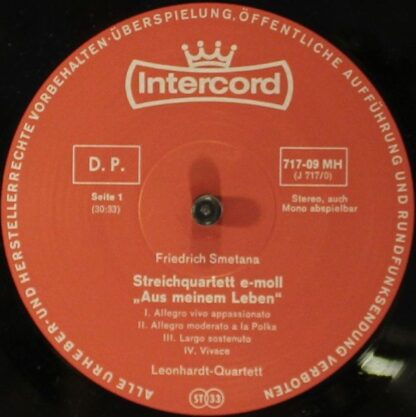 ALLE URHEBER- UND HERSTELLERRECHTE VORBEHALTEN·ÜBERSPIELUNG, ÖFFENTLICHE AUFFÜHRUNG UND RUNDFUNKSENDUNG VERBOTEN
Intercord
D. P.
717-09 MH
(J 717/0)
Seite 1
(30:33)
Stereo, auch
Mono abspielbar
Friedrich Smetana
Streichquartett e-moll
„Aus meinem Leben“
I. Allegro vivo appassionato
II. Allegro moderato a la Polka
III. Largo sostenuto
IV. Vivace
Leonhardt-Quartett
ST 33